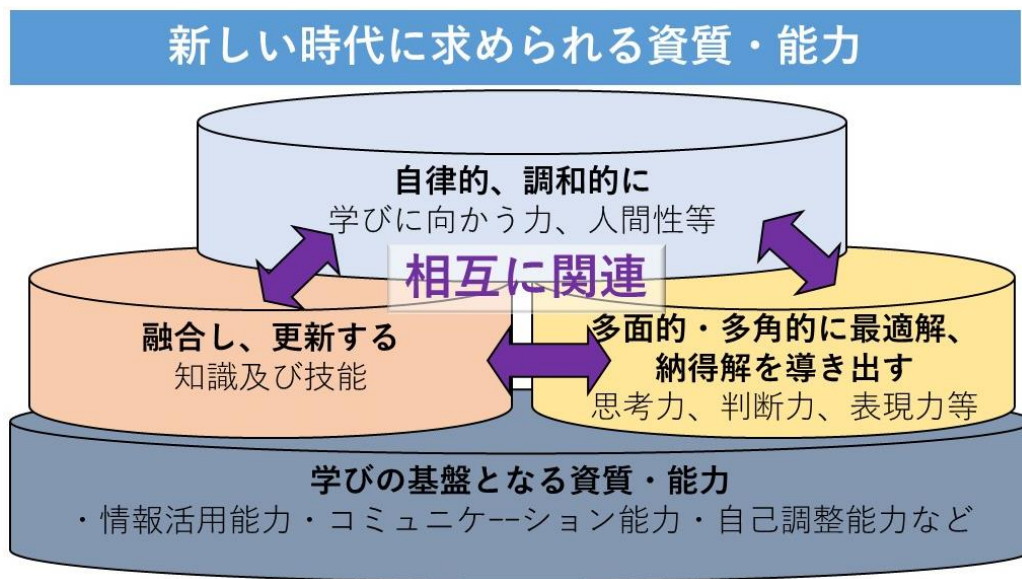 新しい時代に求められる資質・能力
自律的、調和的に
学びに向かう力、人間性等
相互に関連
融合し、更新する
知識及び技能
多面的・多角的に最適解、
納得解を導き出す
思考力、判断力、表現力等
学びの基盤となる資質・能力
・情報活用能力・コミュニケーーション能力・自己調整能力など